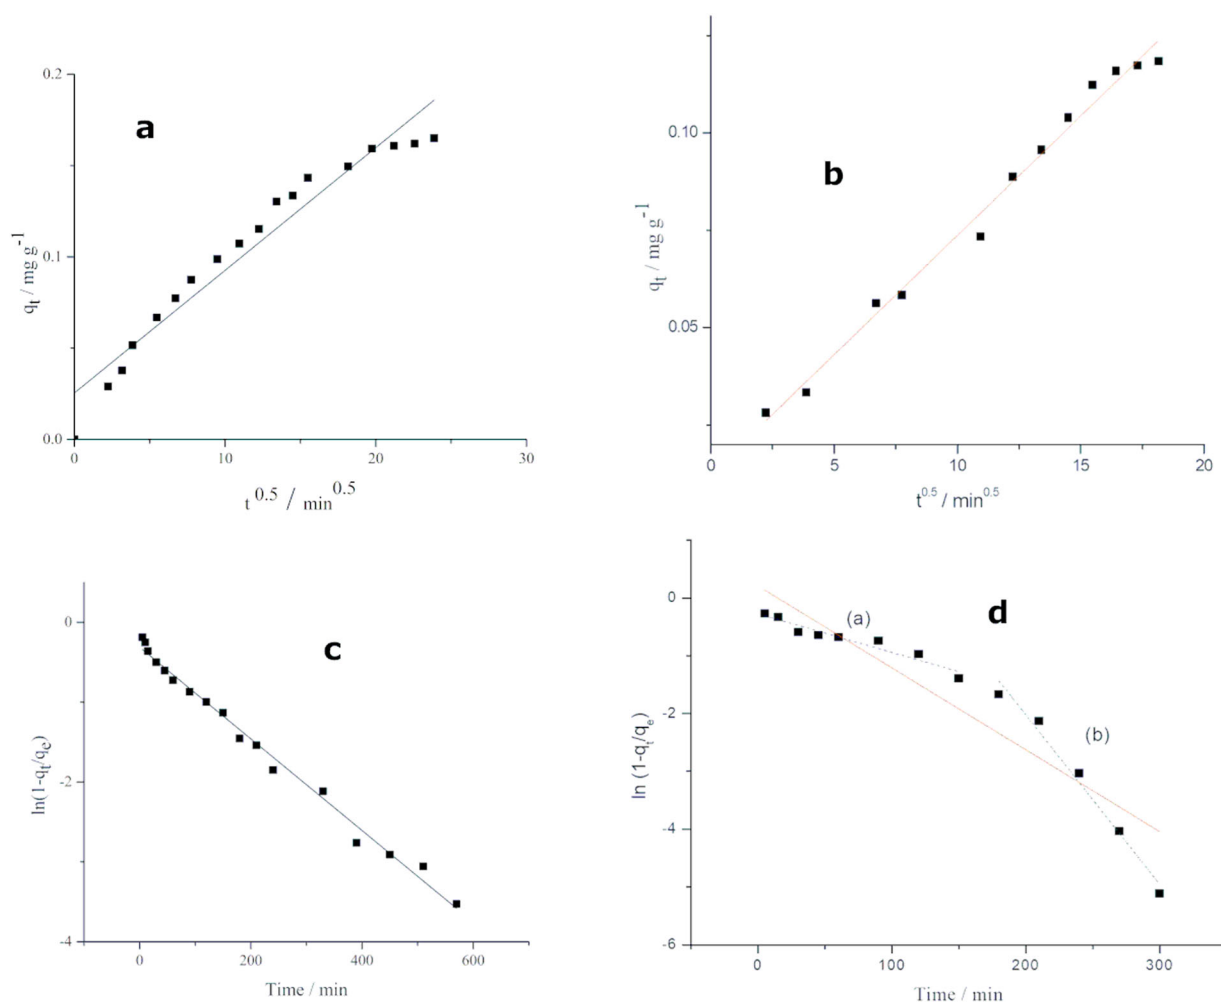 a
0.2
0.1
0.0
q_t / mg g^-1
0 10 20 30
t^0.5 / min^0.5
b
0.10
0.05
q_t / mg g^-1
0 5 10 15 20
t^0.5 / min^0.5
c
0
-2
-4
ln(1-q_t/q_e)
0 200 400 600
Time / min
d
(a)
(b)
0
-2
-4
-6
ln (1-q_t/q_e)
0 100 200 300
Time / min